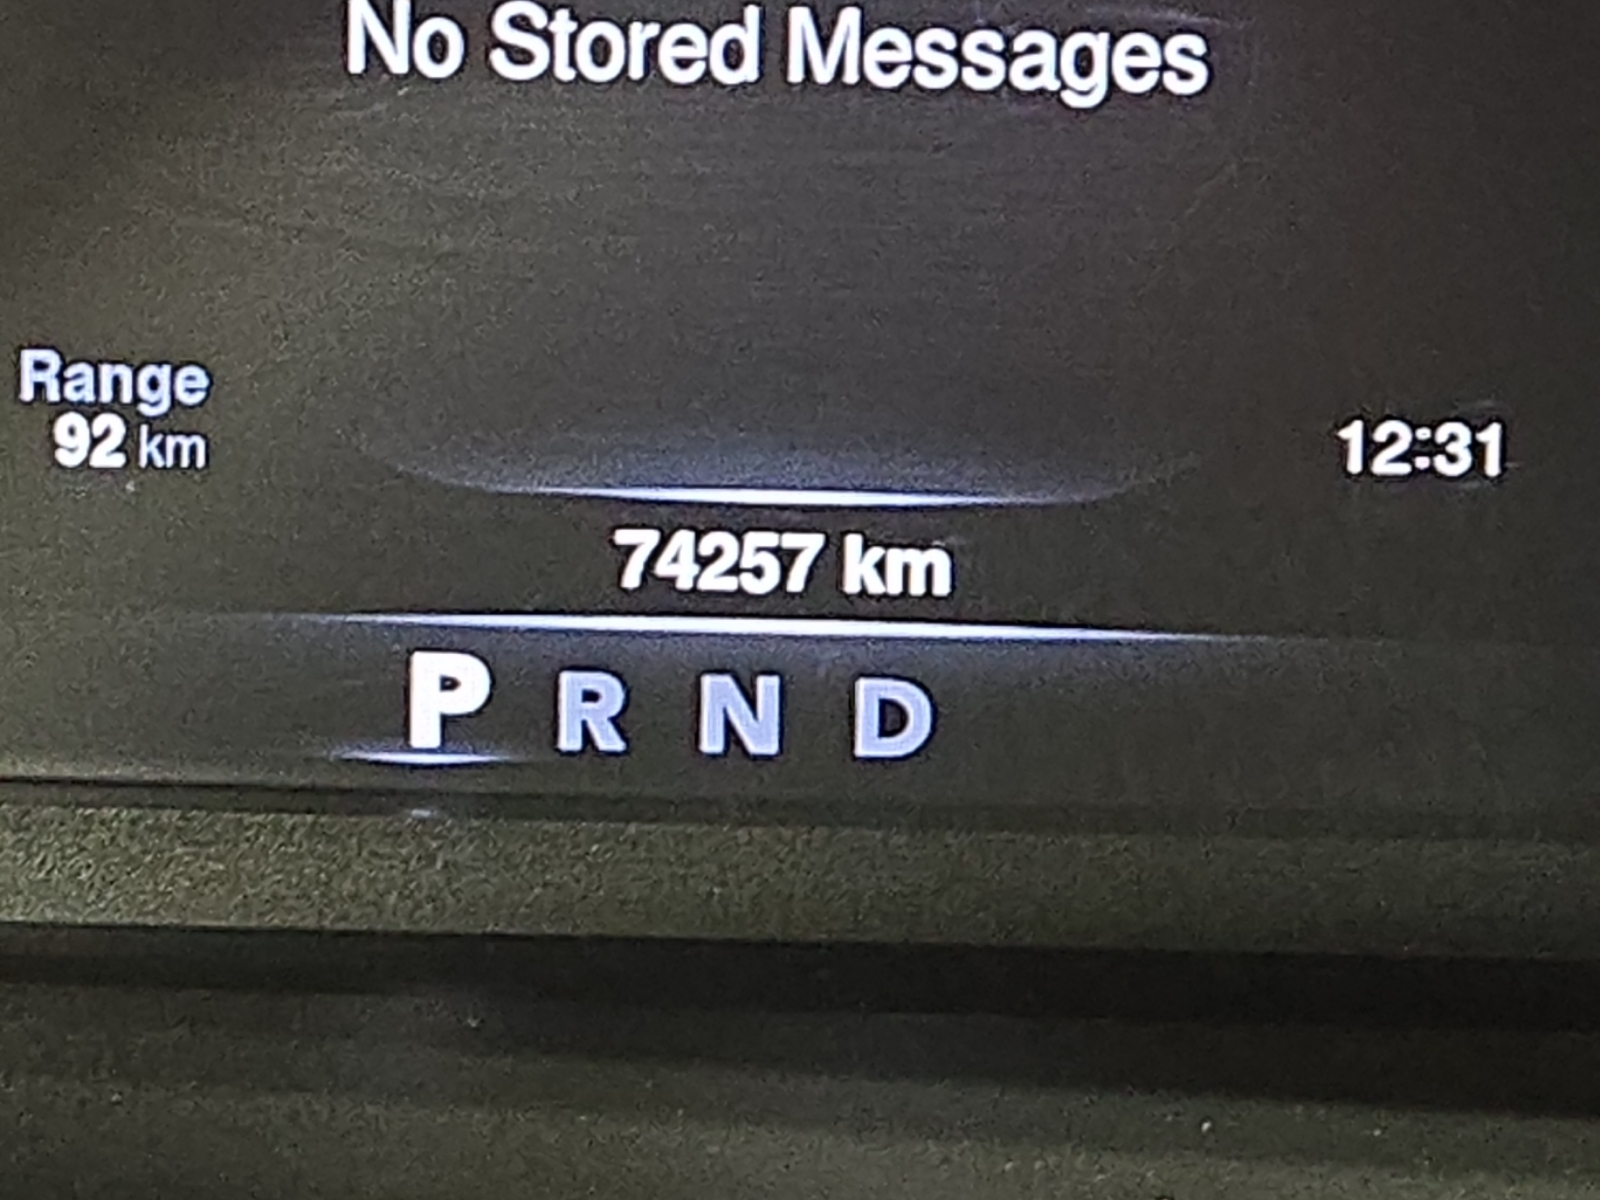 No Stored Messages
Range
92 km
12:31
74257 km
P R N D